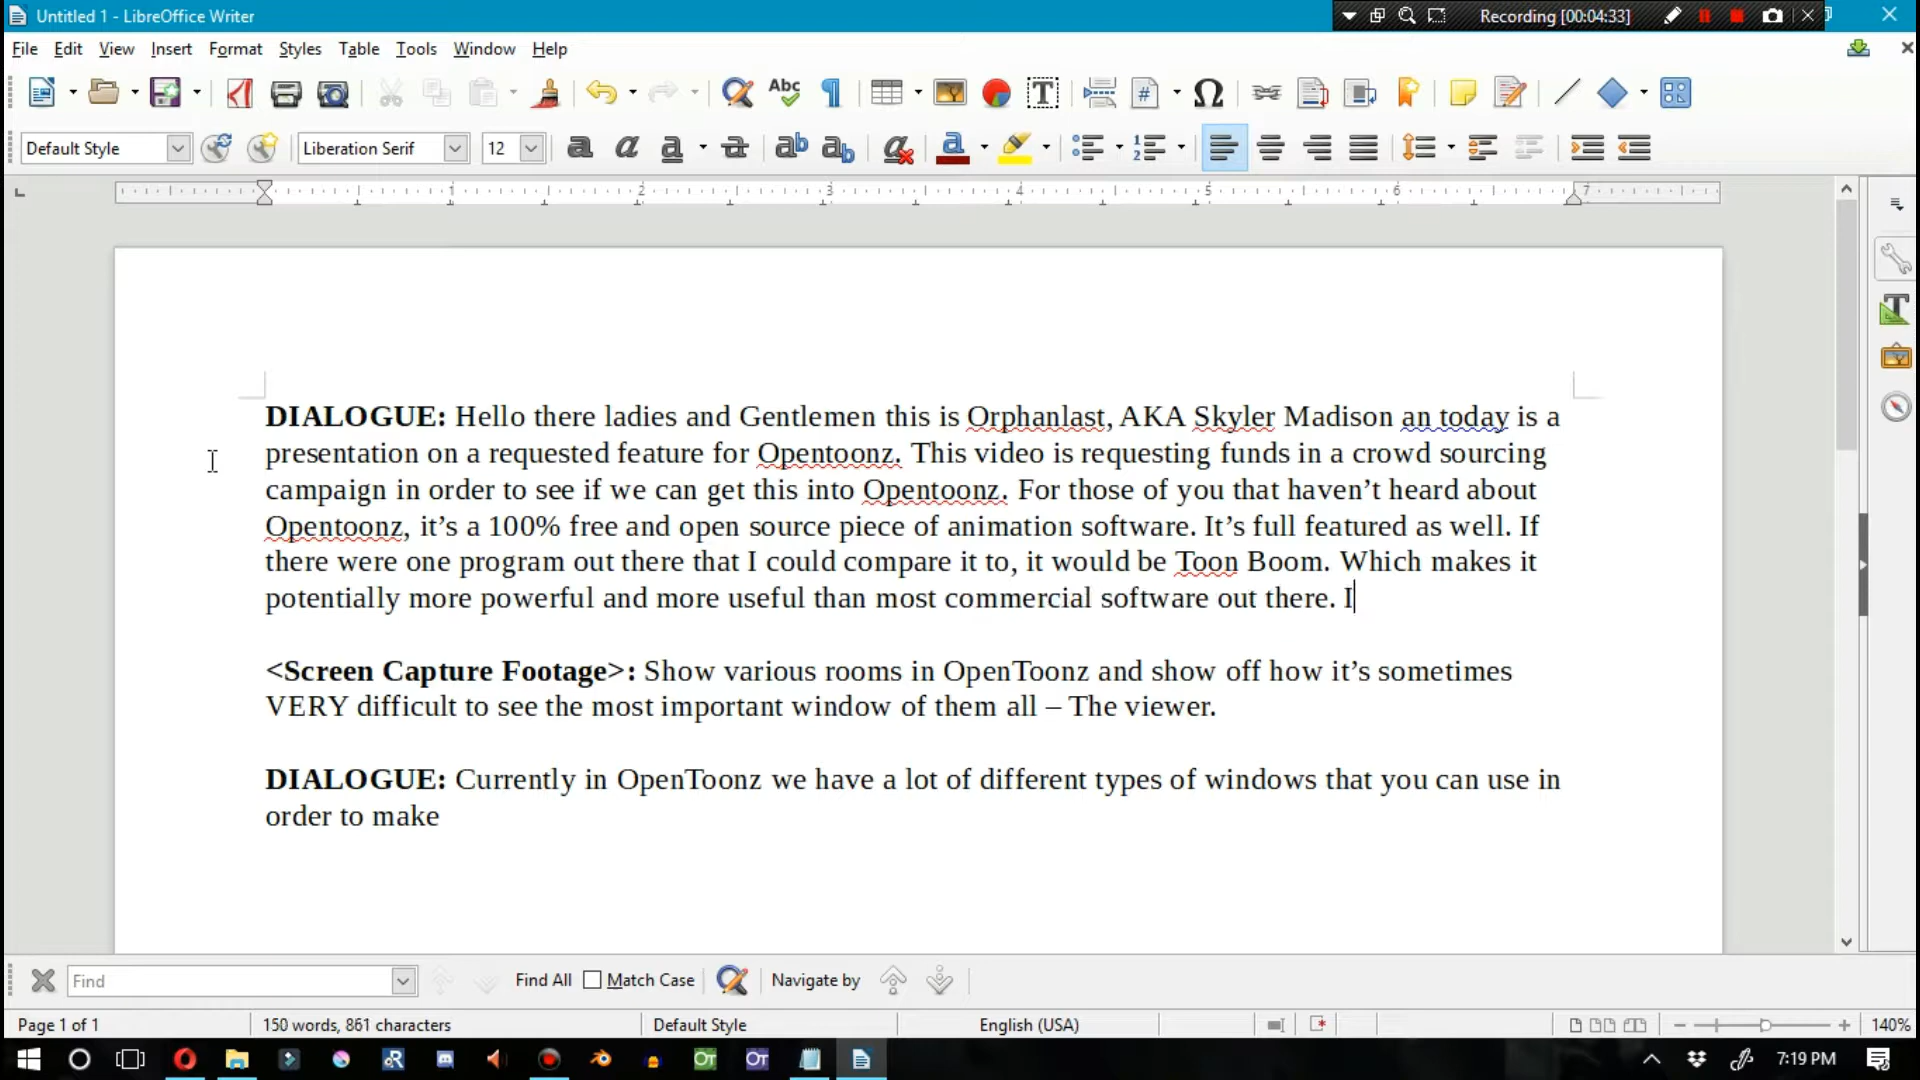 Untitled 1 - LibreOffice Writer
Recording [00:04:33]
File Edit View Insert Format Styles Table Tools Window Help
Abc
Default Style Liberation Serif 12
1 2 3 4 5 6 7
DIALOGUE: Hello there ladies and Gentlemen this is Orphanlast, AKA Skyler Madison an today is a
presentation on a requested feature for Opentoonz. This video is requesting funds in a crowd sourcing
campaign in order to see if we can get this into Opentoonz. For those of you that haven’t heard about
Opentoonz, it’s a 100% free and open source piece of animation software. It’s full featured as well. If
there were one program out there that I could compare it to, it would be Toon Boom. Which makes it
potentially more powerful and more useful than most commercial software out there. I
<Screen Capture Footage>: Show various rooms in OpenToonz and show off how it’s sometimes
VERY difficult to see the most important window of them all – The viewer.
DIALOGUE: Currently in OpenToonz we have a lot of different types of windows that you can use in
order to make
Find Find All Match Case Navigate by
Page 1 of 1 150 words, 861 characters Default Style English (USA) 140%
OT OT 7:19 PM